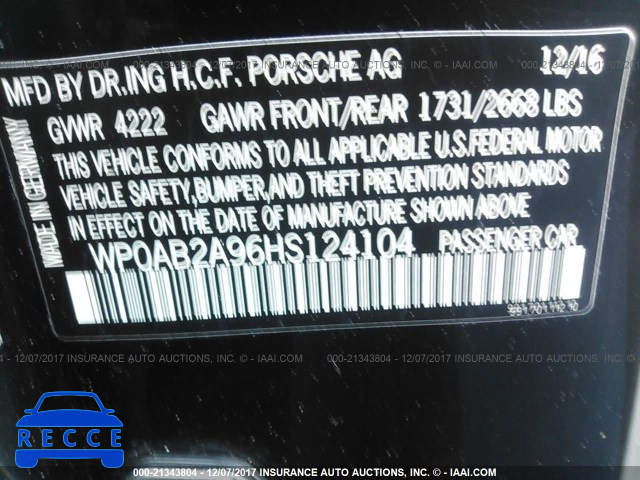 MFD BY DR.ING H.C.F. PORSCHE AG 12/16
GVWR 4222 GAWR FRONT/REAR 1731/2668 LBS
THIS VEHICLE CONFORMS TO ALL APPLICABLE U.S.FEDERAL MOTOR
VEHICLE SAFETY,BUMPER,AND THEFT PREVENTION STANDARDS
IN EFFECT ON THE DATE OF MANUFACTURE SHOWN ABOVE
WP0AB2A96HS124104 PASSENGER CAR
MADE IN GERMANY
000-21343804 - 12/07/2017 INSURANCE AUTO AUCTIONS, INC. © - IAAI.COM
RECCE
000-21343804 - 12/07/2017 INSURANCE AUTO AUCTIONS, INC. © - IAAI.COM